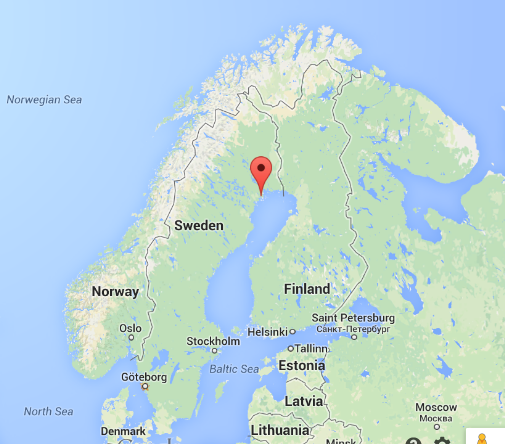 Norwegian Sea
Sweden
Norway
Finland
Oslo
Saint Petersburg
Санкт-Петербург
Helsinki
Stockholm
Tallinn
Baltic Sea
Estonia
Göteborg
North Sea
Latvia
Moscow
Москва
Denmark
Lithuania
Minsk